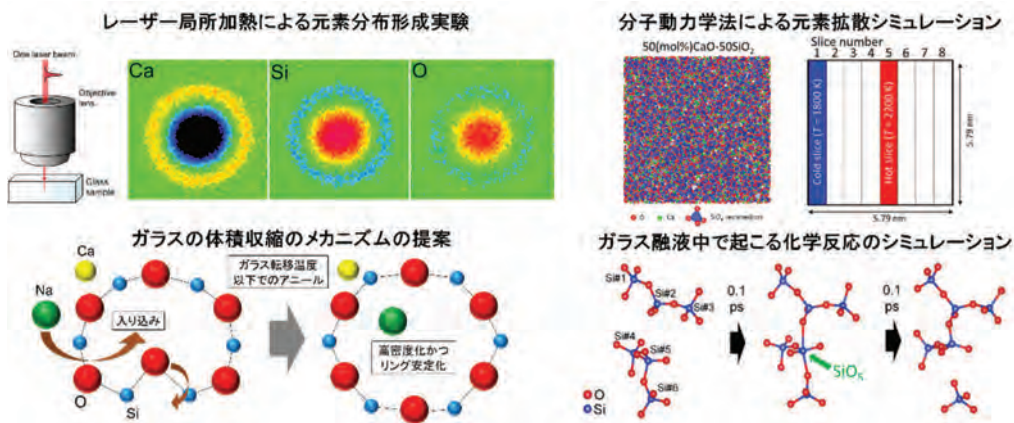 レーザー局所加熱による元素分布形成実験
One laser beam
Objective
lens
Glass
sample
Ca
Si
O
分子動力学法による元素拡散シミュレーション
50(mol%)CaO-50SiO₂
Slice number
1 2 3 4 5 6 7 8
Cold slice (T = 1800 K)
Hot slice (T = 2200 K)
5.79 nm
5.79 nm
O
Ca
ガラスの体積収縮のメカニズムの提案
Ca
Na
入り込み
O
Si
ガラス転移温度
以下でのアニール
高密度化かつ
リング安定化
ガラス融液中で起こる化学反応のシミュレーション
Si#1
Si#2
Si#3
Si#4
Si#5
Si#6
0.1
ps
SiO₅
0.1
ps
O
Si